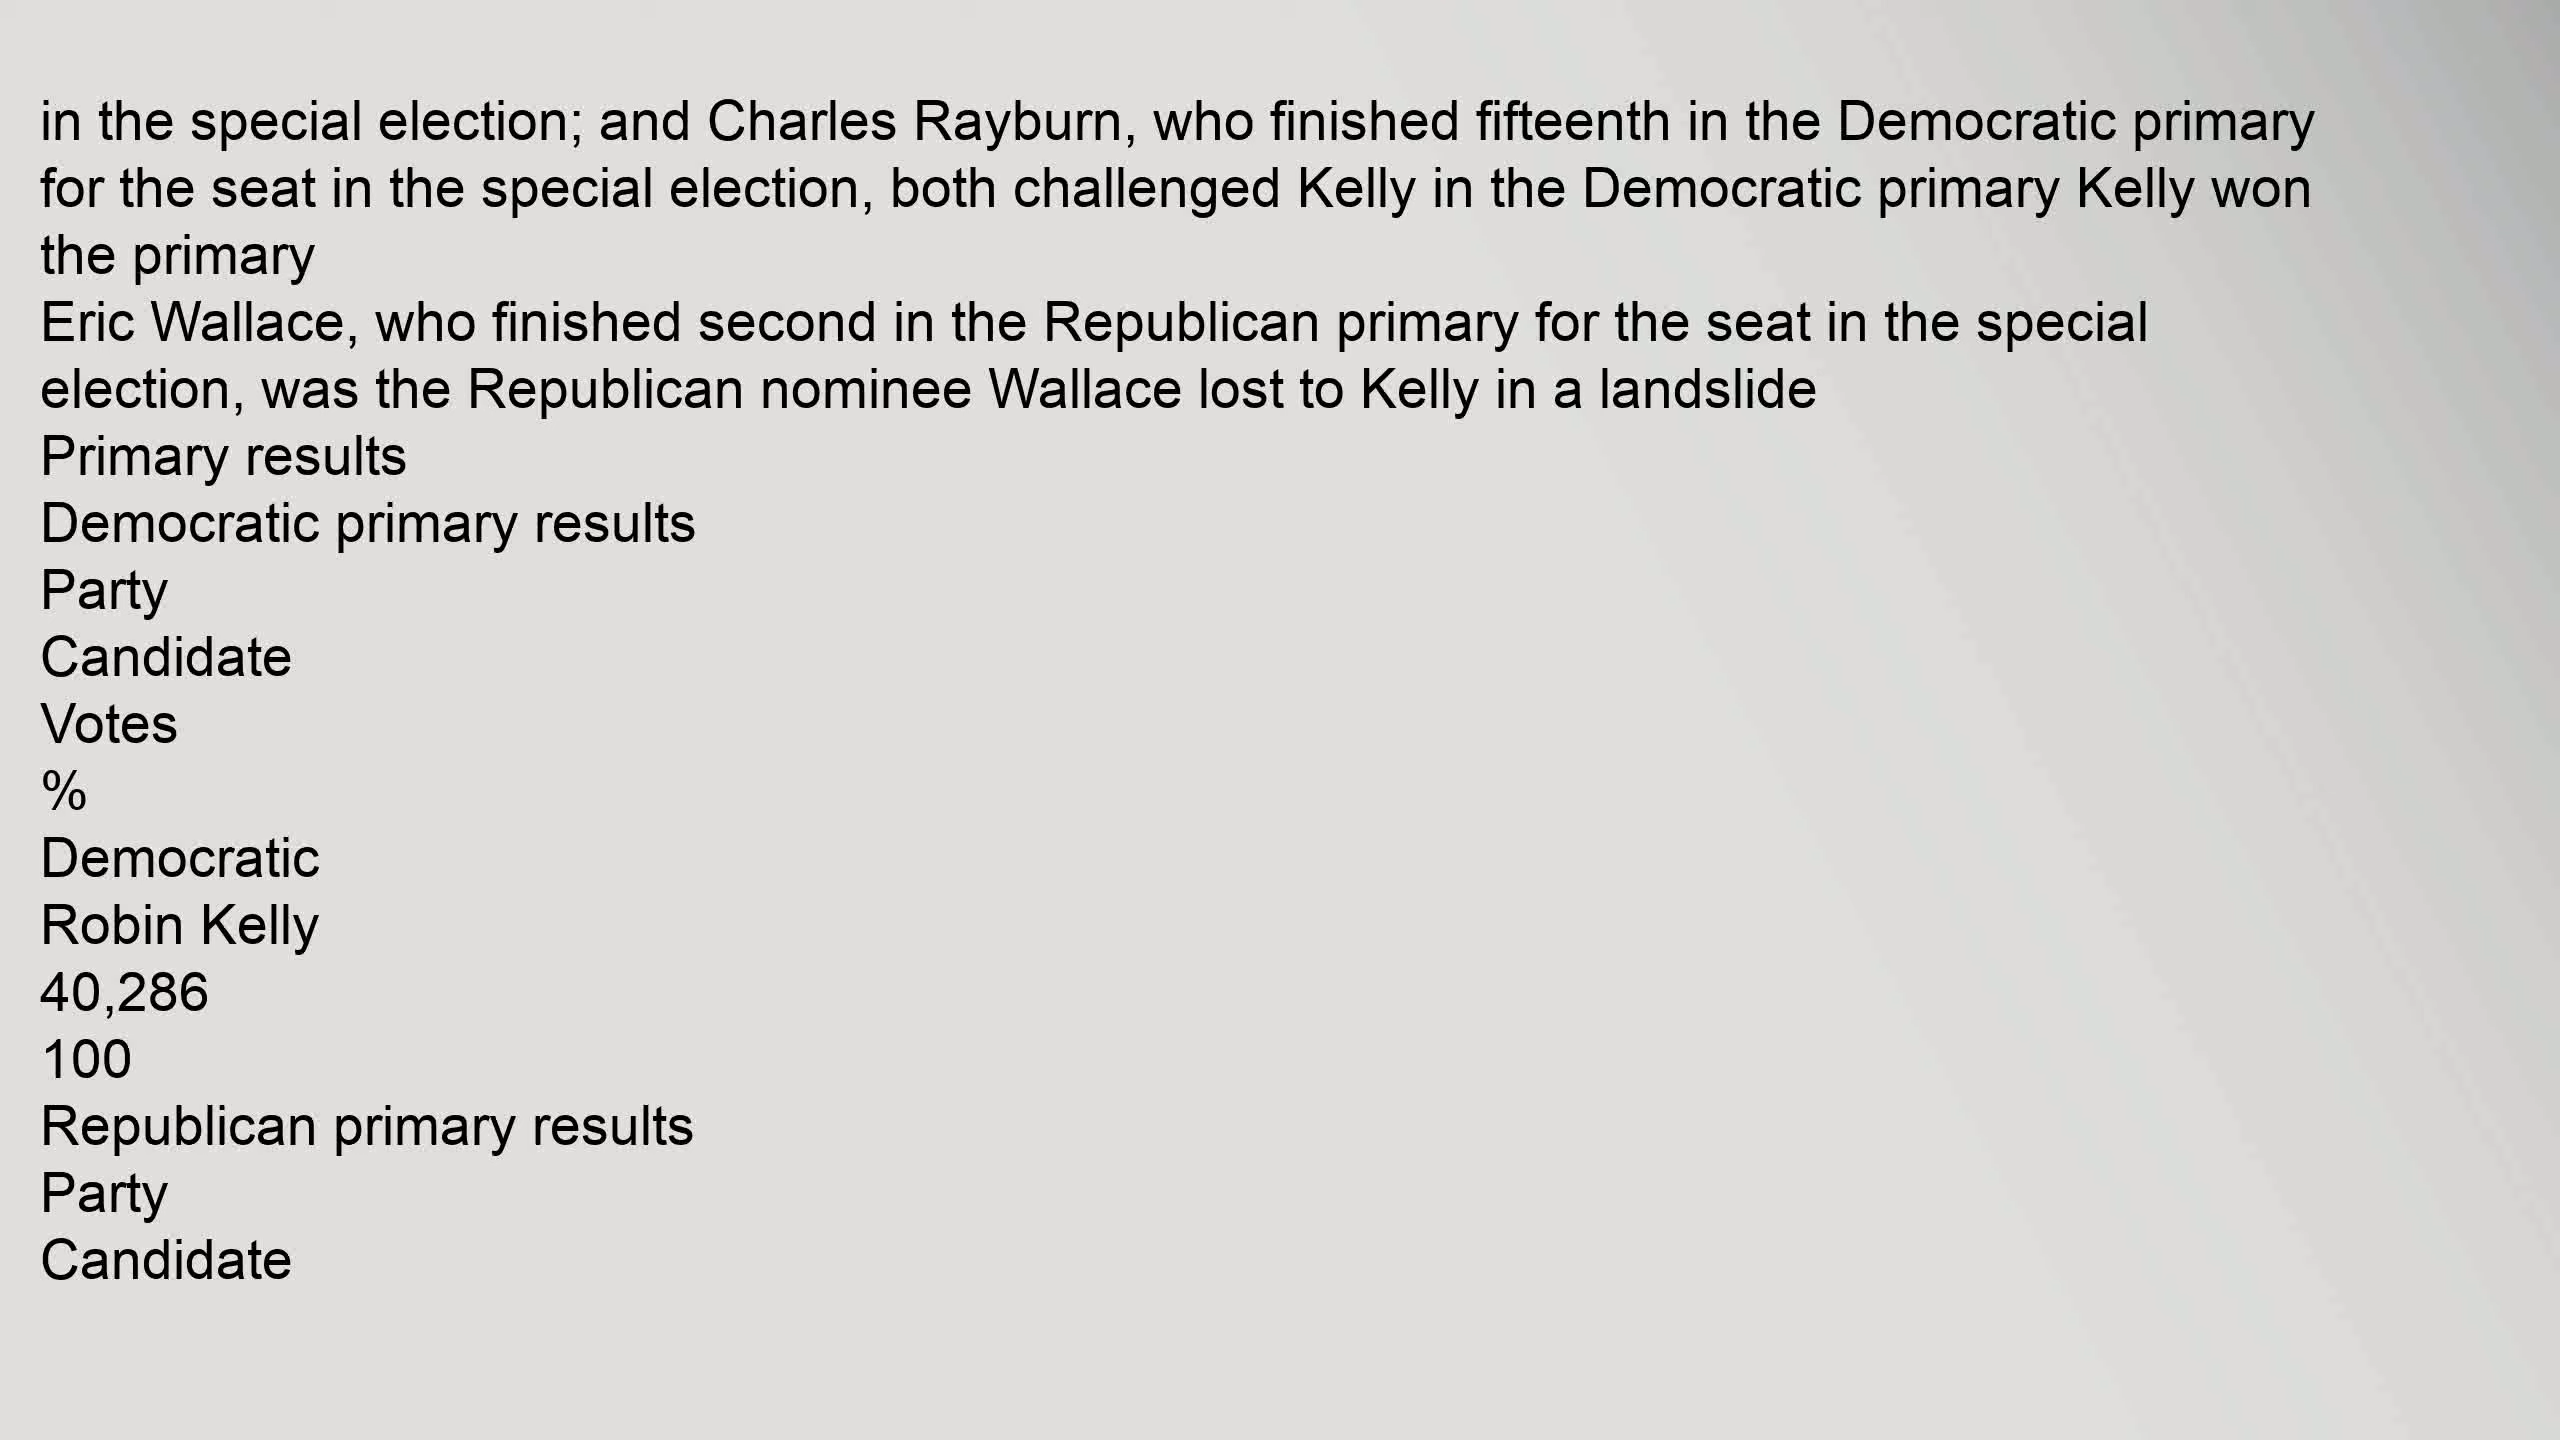 in the special election; and Charles Rayburn, who finished fifteenth in the Democratic primary
for the seat in the special election, both challenged Kelly in the Democratic primary Kelly won
the primary
Eric Wallace, who finished second in the Republican primary for the seat in the special
election, was the Republican nominee Wallace lost to Kelly in a landslide
Primary results
Democratic primary results
Party
Candidate
Votes
%
Democratic
Robin Kelly
40,286
100
Republican primary results
Party
Candidate